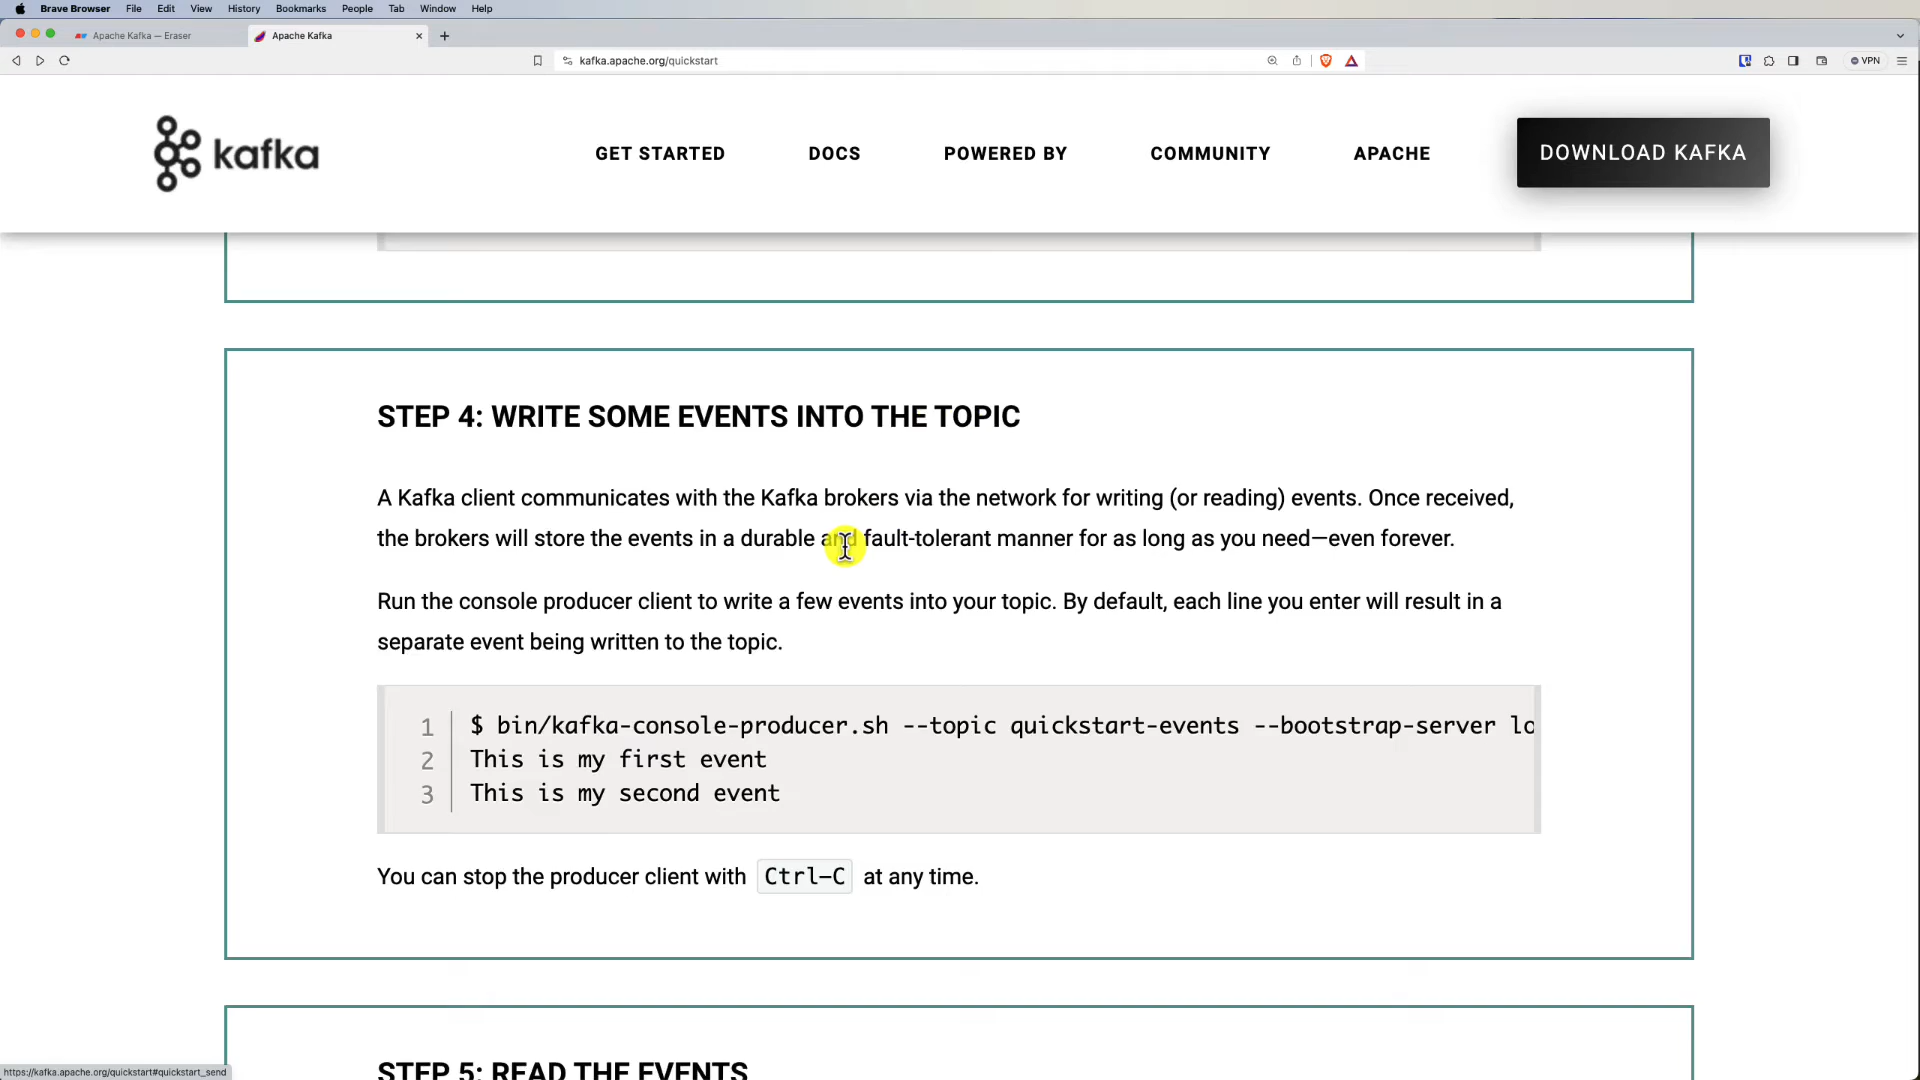 Brave Browser File Edit View History Bookmarks People Tab Window Help
Apache Kafka — Eraser
Apache Kafka
kafka.apache.org/quickstart
VPN
kafka
GET STARTED
DOCS
POWERED BY
COMMUNITY
APACHE
DOWNLOAD KAFKA
STEP 4: WRITE SOME EVENTS INTO THE TOPIC
A Kafka client communicates with the Kafka brokers via the network for writing (or reading) events. Once received,
the brokers will store the events in a durable and fault-tolerant manner for as long as you need—even forever.
Run the console producer client to write a few events into your topic. By default, each line you enter will result in a
separate event being written to the topic.
1 $ bin/kafka-console-producer.sh --topic quickstart-events --bootstrap-server lo
2 This is my first event
3 This is my second event
You can stop the producer client with Ctrl-C at any time.
STEP 5: READ THE EVENTS
https://kafka.apache.org/quickstart#quickstart_send